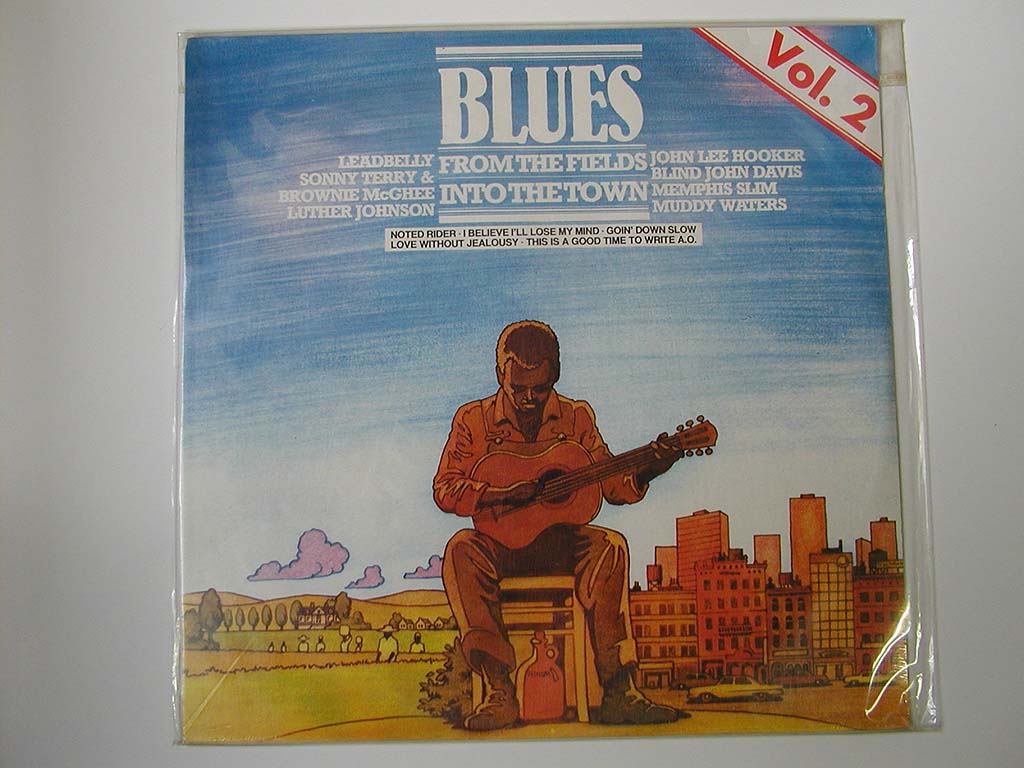 Vol. 2
BLUES
FROM THE FIELDS
INTO THE TOWN
LEADBELLY
SONNY TERRY &
BROWNIE McGHEE
LUTHER JOHNSON
JOHN LEE HOOKER
BLIND JOHN DAVIS
MEMPHIS SLIM
MUDDY WATERS
NOTED RIDER · I BELIEVE I'LL LOSE MY MIND · GOIN' DOWN SLOW
LOVE WITHOUT JEALOUSY · THIS IS A GOOD TIME TO WRITE A.O.